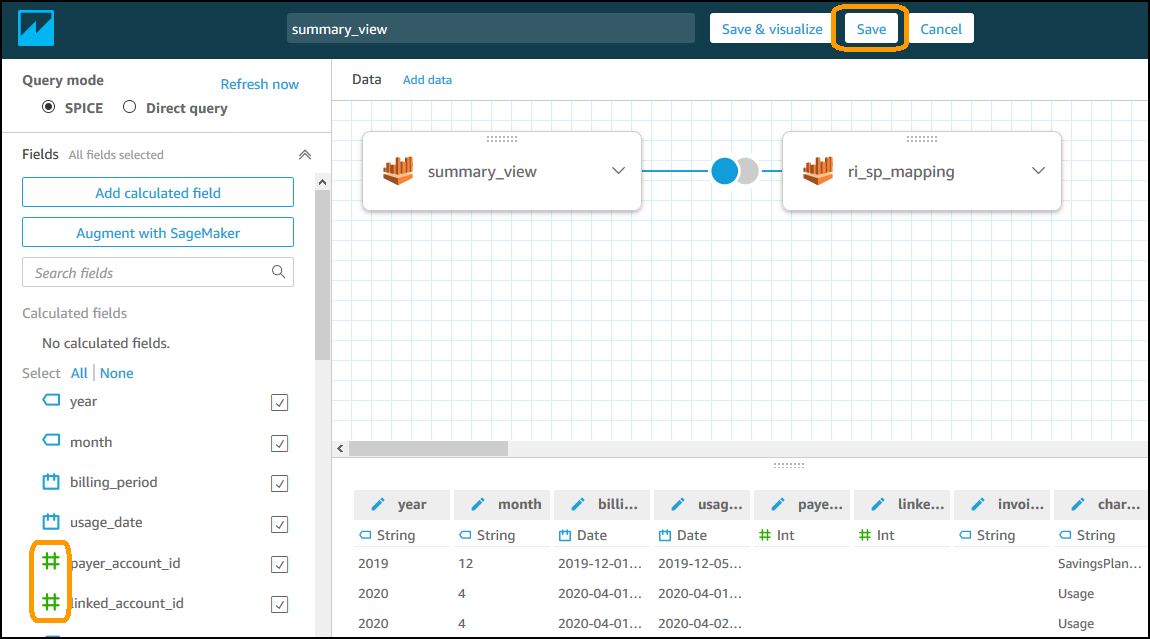 summary_view
Save & visualize
Save
Cancel
Query mode
Refresh now
SPICE
Direct query
Data
Add data
Fields
All fields selected
Add calculated field
Augment with SageMaker
Search fields
Calculated fields
No calculated fields.
Select All | None
year
month
billing_period
usage_date
payer_account_id
linked_account_id
summary_view
ri_sp_mapping
year month billi... usag... paye... linke... invoi... char...
String String Date Date Int Int String String
2019 12 2019-12-01... 2019-12-05... SavingsPlan...
2020 4 2020-04-01... 2020-04-01... Usage
2020 4 2020-04-01... 2020-04-02... Usage